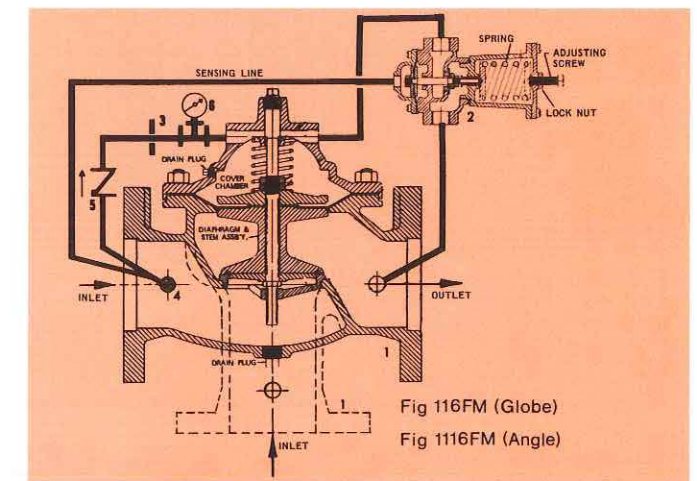 SPRING
ADJUSTING
SCREW
SENSING LINE
3
6
LOCK NUT
2
DRAIN PLUG
COVER
CHAMBER
5
DIAPHRAGM &
STEM ASSBY.
4
INLET
OUTLET
1
DRAIN PLUG
1
Fig 116FM (Globe)
Fig 1116FM (Angle)
INLET